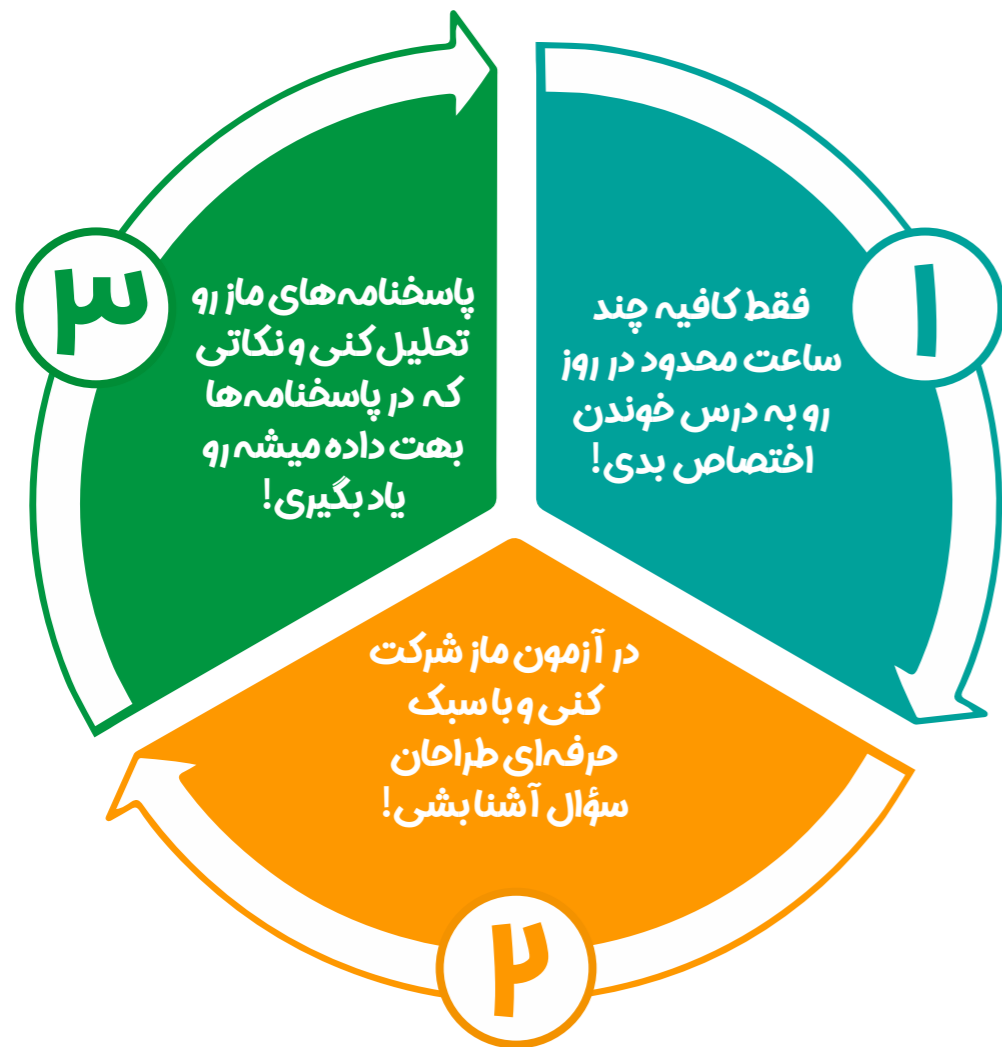 ۱
فقط کافیه چند
ساعت محدود در روز
رو به درس خوندن
اختصاص بدی!
۲
در آزمون ماز شرکت
کنی و با سبک
حرفه‌ای طراحان
سؤال آشنا بشی!
۳
پاسخنامه‌های ماز رو
تحلیل کنی و نکاتی
که در پاسخنامه‌ها
بهت داده میشه رو
یاد بگیری!